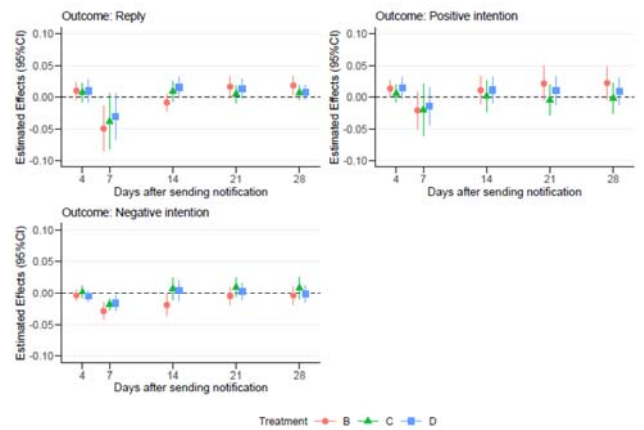 Outcome: Reply
0.10
0.05
0.00
-0.05
-0.10
Estimated Effects (95%CI)
4 7 14 21 28
Days after sending notification
Outcome: Positive intention
0.10
0.05
0.00
-0.05
-0.10
Estimated Effects (95%CI)
4 7 14 21 28
Days after sending notification
Outcome: Negative intention
0.10
0.05
0.00
-0.05
-0.10
Estimated Effects (95%CI)
4 7 14 21 28
Days after sending notification
Treatment B C D